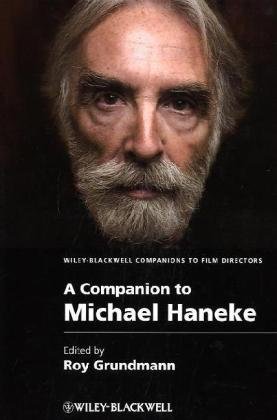 WILEY-BLACKWELL COMPANIONS TO FILM DIRECTORS
A Companion to
Michael Haneke
Edited by
Roy Grundmann
WILEY-BLACKWELL